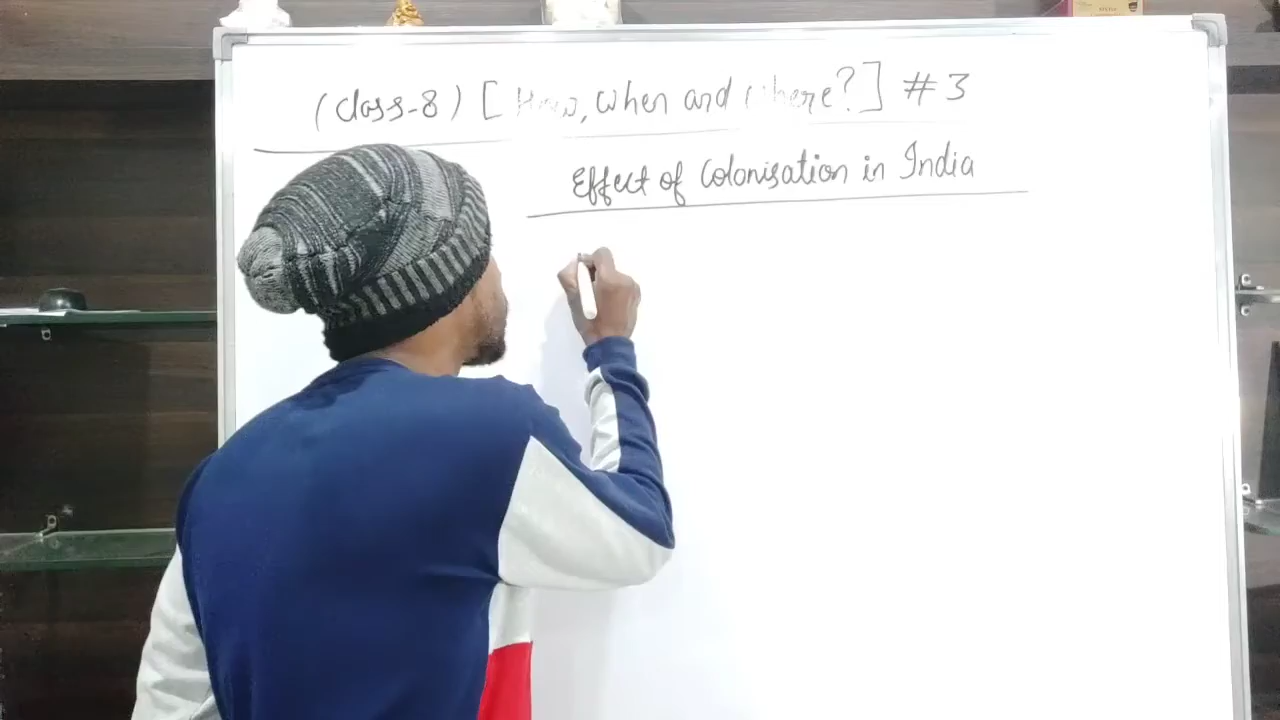 (Class-8) [How, When and Where?] #3
Effect of Colonisation in India